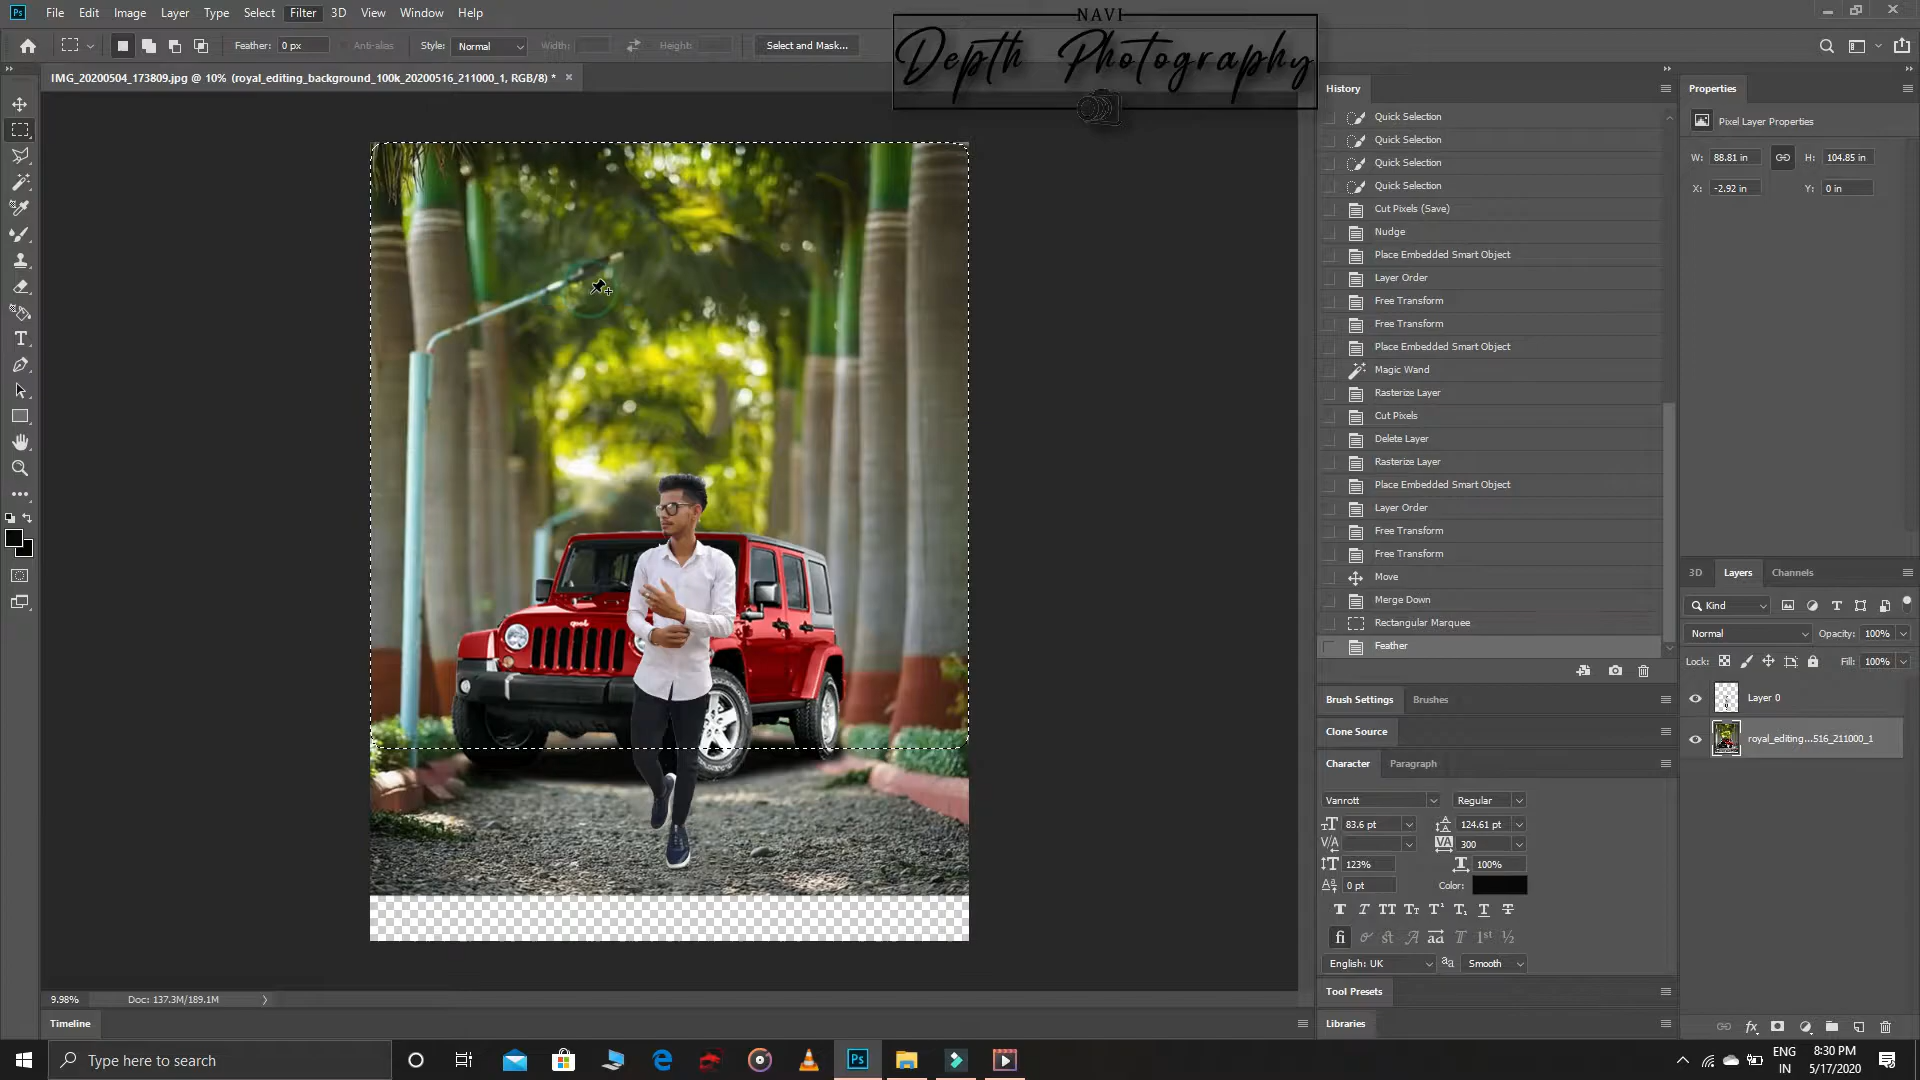 Ps File Edit Image Layer Type Select Filter 3D View Window Help
Feather: 0 px Anti-alias Style: Normal Width: Height: Select and Mask...
NAVI
Depth Photography
IMG_20200504_173809.jpg @ 10% (royal_editing_background_100k_20200516_211000_1, RGB/8) *
History
Quick Selection
Quick Selection
Quick Selection
Quick Selection
Cut Pixels (Save)
Nudge
Place Embedded Smart Object
Layer Order
Free Transform
Free Transform
Place Embedded Smart Object
Magic Wand
Rasterize Layer
Cut Pixels
Delete Layer
Rasterize Layer
Place Embedded Smart Object
Layer Order
Free Transform
Free Transform
Move
Merge Down
Rectangular Marquee
Feather
Properties
Pixel Layer Properties
W: 88.81 in H: 104.85 in
X: -2.92 in Y: 0 in
3D Layers Channels
Kind
Normal Opacity: 100%
Lock: Fill: 100%
Layer 0
royal_editing...516_211000_1
Brush Settings Brushes
Clone Source
Character Paragraph
Vanrott Regular
83.6 pt 124.61 pt
300
123% 100%
0 pt Color:
English: UK Smooth
Tool Presets
Libraries
9.98% Doc: 137.3M/189.1M
Timeline
Type here to search
Ps
ENG
IN
8:30 PM
5/17/2020